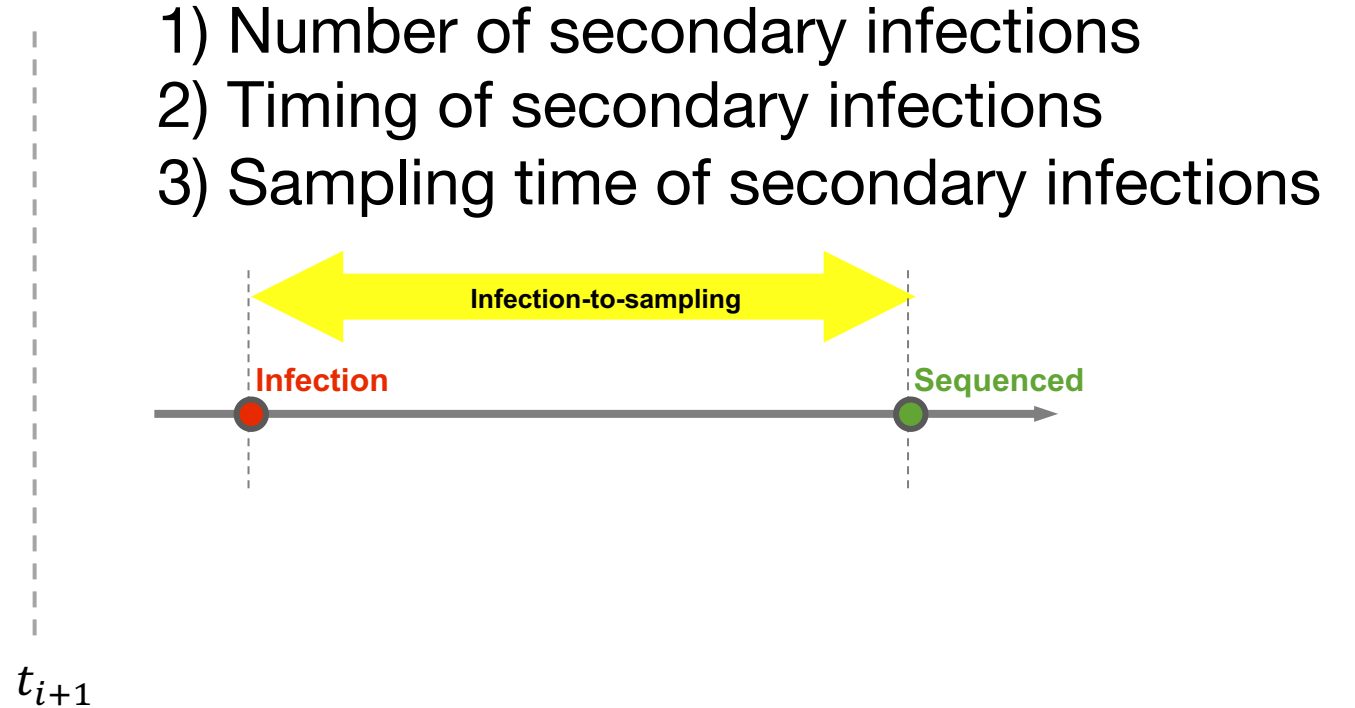 1) Number of secondary infections
2) Timing of secondary infections
3) Sampling time of secondary infections
Infection-to-sampling
Infection
Sequenced
t_{i+1}